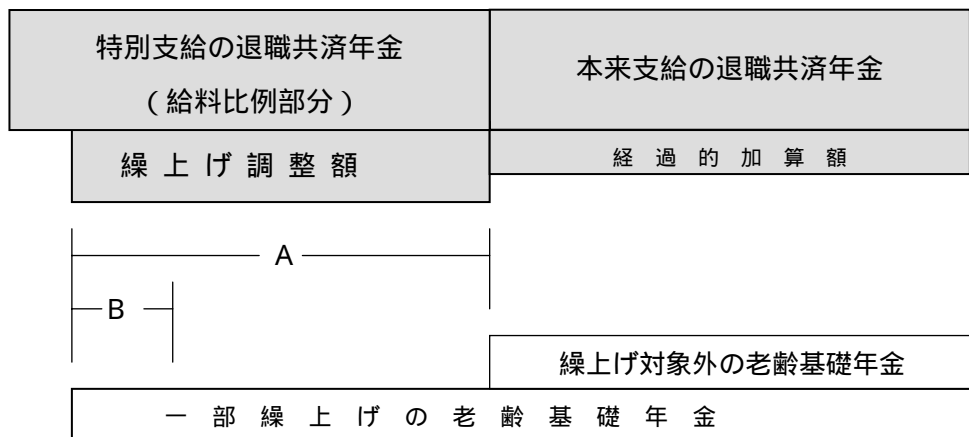 特別支給の退職共済年金
(給料比例部分)
本来支給の退職共済年金
繰上げ調整額
経過的加算額
A
B
繰上げ対象外の老齢基礎年金
一部繰上げの老齢基礎年金